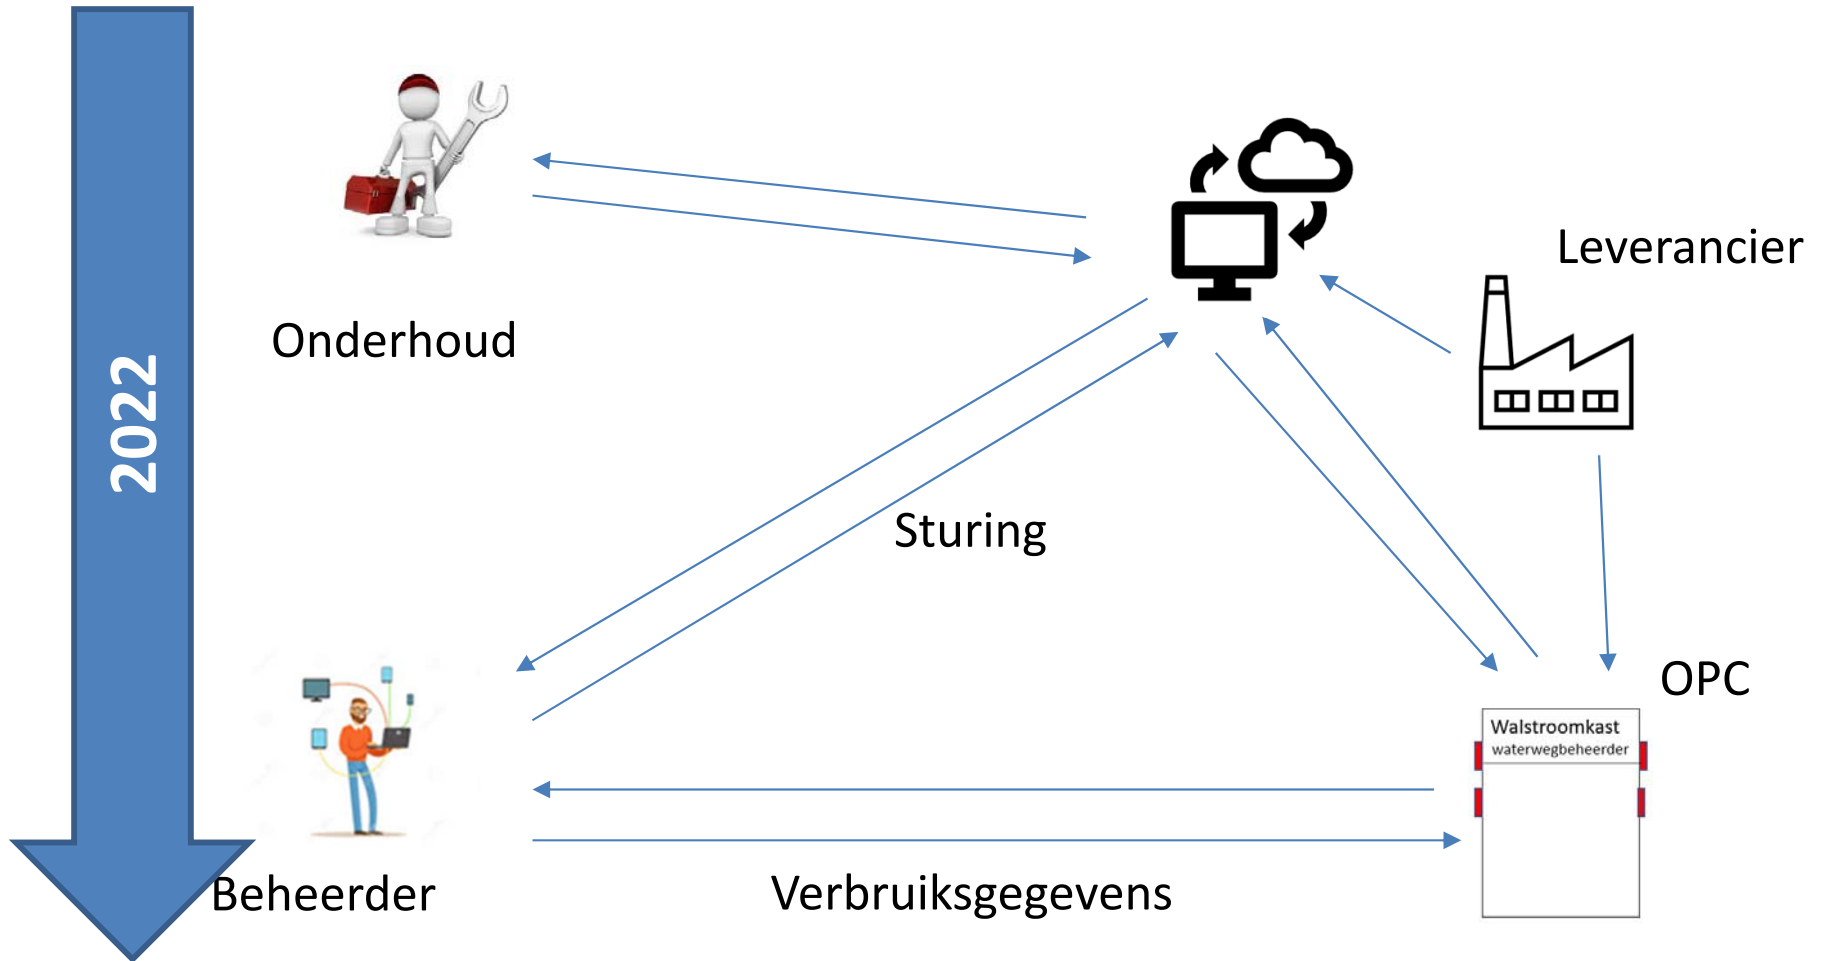 2022
Leverancier
Onderhoud
Sturing
OPC
Walstroomkast
waterwegbeheerder
Beheerder
Verbruiksgegevens